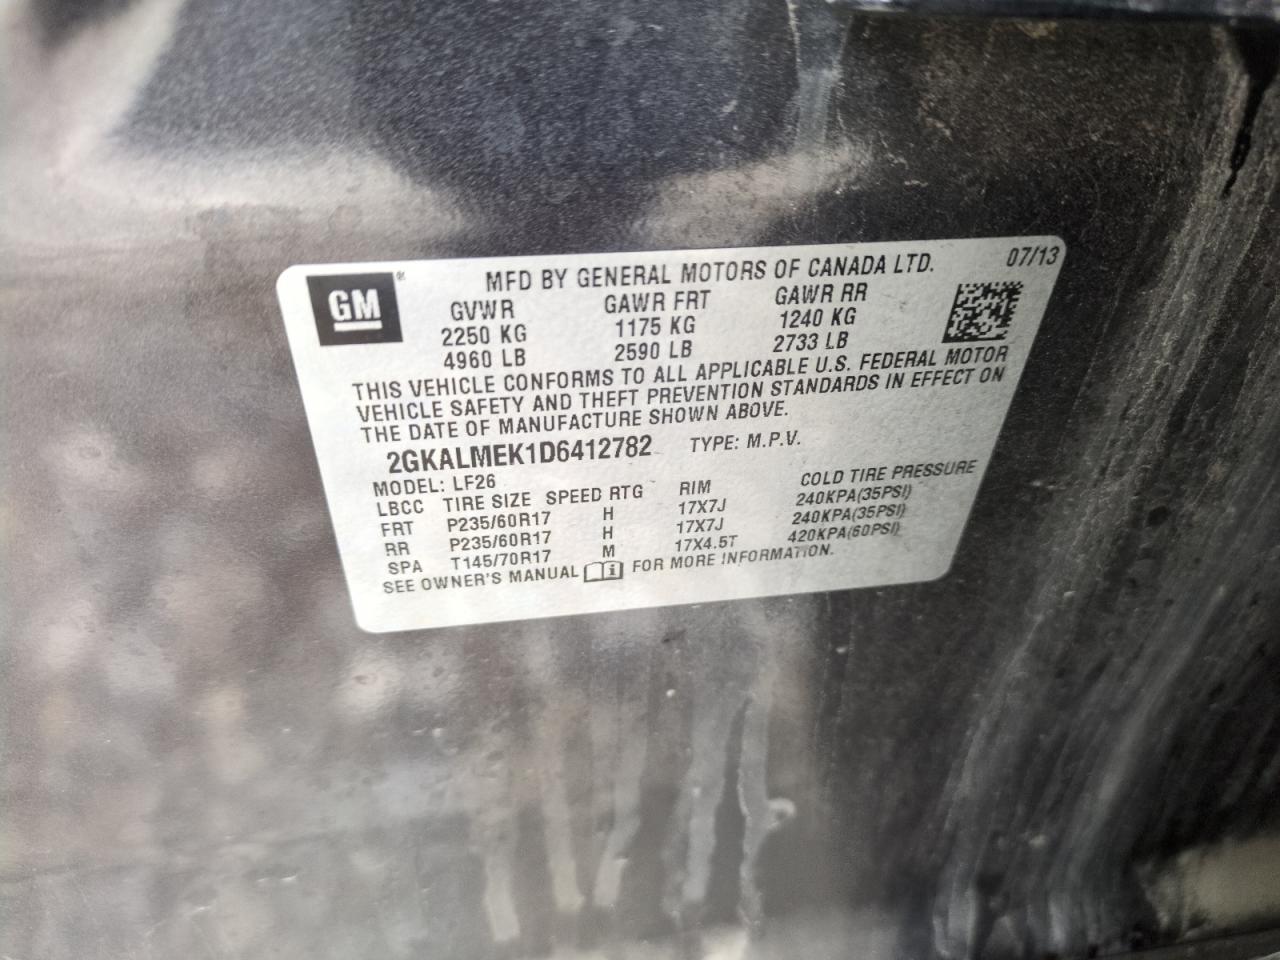 GM ® MFD BY GENERAL MOTORS OF CANADA LTD. 07/13
GVWR GAWR FRT GAWR RR
2250 KG 1175 KG 1240 KG
4960 LB 2590 LB 2733 LB
THIS VEHICLE CONFORMS TO ALL APPLICABLE U.S. FEDERAL MOTOR
VEHICLE SAFETY AND THEFT PREVENTION STANDARDS IN EFFECT ON
THE DATE OF MANUFACTURE SHOWN ABOVE.
2GKALMEK1D6412782 TYPE: M.P.V.
MODEL: LF26
LBCC TIRE SIZE SPEED RTG RIM COLD TIRE PRESSURE
FRT P235/60R17 H 17X7J 240KPA(35PSI)
RR P235/60R17 H 17X7J 240KPA(35PSI)
SPA T145/70R17 M 17X4.5T 420KPA(60PSI)
SEE OWNER'S MANUAL i FOR MORE INFORMATION.